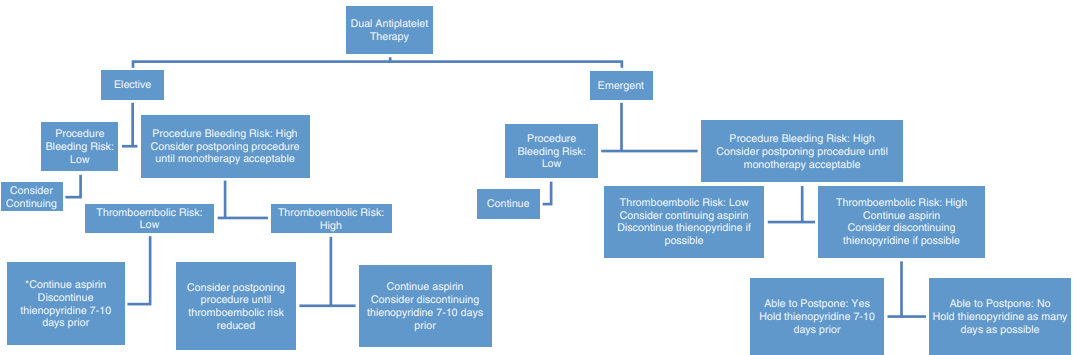 Dual Antiplatelet
Therapy
Elective
Emergent
Procedure
Bleeding Risk:
Low
Procedure Bleeding Risk: High
Consider postponing procedure
until monotherapy acceptable
Consider
Continuing
Thromboembolic Risk:
Low
Thromboembolic Risk:
High
*Continue aspirin
Discontinue
thienopyridine 7-10
days prior
Consider postponing
procedure until
thromboembolic risk
reduced
Continue aspirin
Consider discontinuing
thienopyridine 7-10 days
prior
Procedure
Bleeding Risk:
Low
Procedure Bleeding Risk: High
Consider postponing procedure until
monotherapy acceptable
Continue
Thromboembolic Risk: Low
Consider continuing aspirin
Discontinue thienopyridine if
possible
Thromboembolic Risk: High
Continue aspirin
Consider discontinuing
thienopyridine if possible
Able to Postpone: Yes
Hold thienopyridine 7-10
days prior
Able to Postpone: No
Hold thienopyridine as many
days as possible